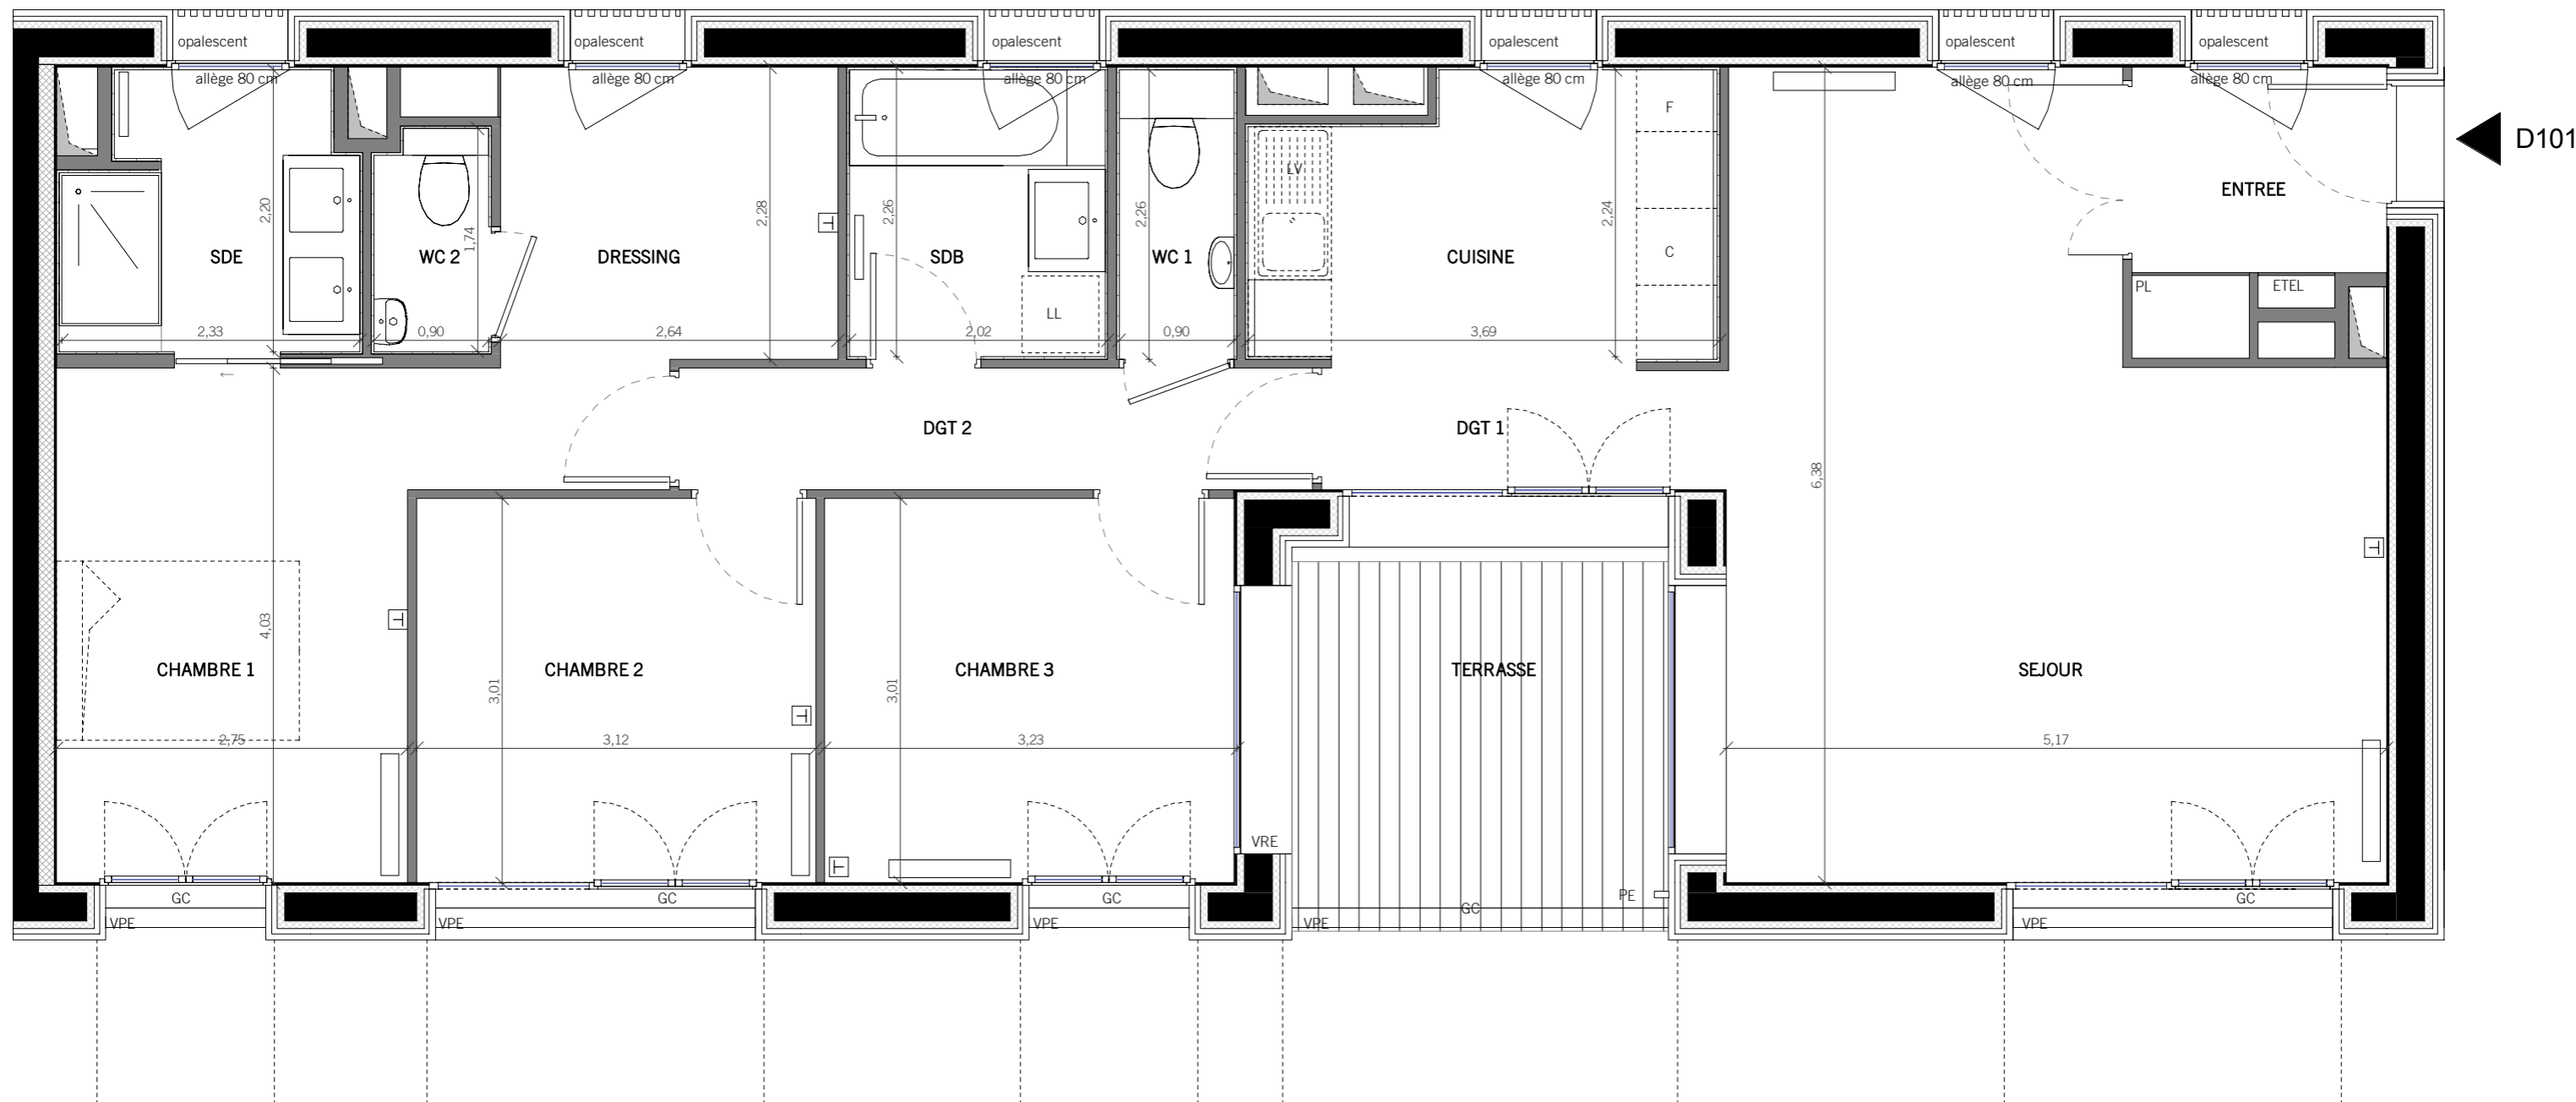 opalescent
opalescent
opalescent
opalescent
opalescent
opalescent
allège 80 cm
allège 80 cm
allège 80 cm
allège 80 cm
allège 80 cm
allège 80 cm
D101
F
LV
ENTREE
2,20
1,74
2,28
2,26
2,26
2,24
SDE
WC 2
DRESSING
SDB
WC 1
CUISINE
C
PL
ETEL
LL
2,33
0,90
2,64
2,02
0,90
3,69
←
DGT 2
DGT 1
6,38
4,03
3,01
3,01
CHAMBRE 1
CHAMBRE 2
CHAMBRE 3
TERRASSE
SEJOUR
2,75
3,12
3,23
5,17
VRE
GC
GC
GC
PE
GC
GC
VPE
VPE
VPE
VPE
VPE